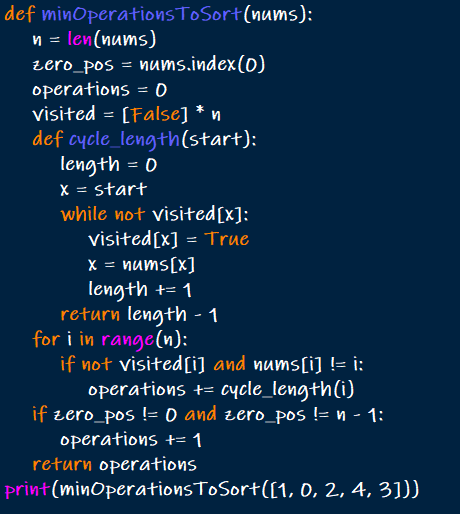 def minOperationsToSort(nums):
    n = len(nums)
    zero_pos = nums.index(0)
    operations = 0
    visited = [False] * n
    def cycle_length(start):
        length = 0
        x = start
        while not visited[x]:
            visited[x] = True
            x = nums[x]
            length += 1
        return length - 1
    for i in range(n):
        if not visited[i] and nums[i] != i:
            operations += cycle_length(i)
    if zero_pos != 0 and zero_pos != n - 1:
        operations += 1
    return operations
print(minOperationsToSort([1, 0, 2, 4, 3]))